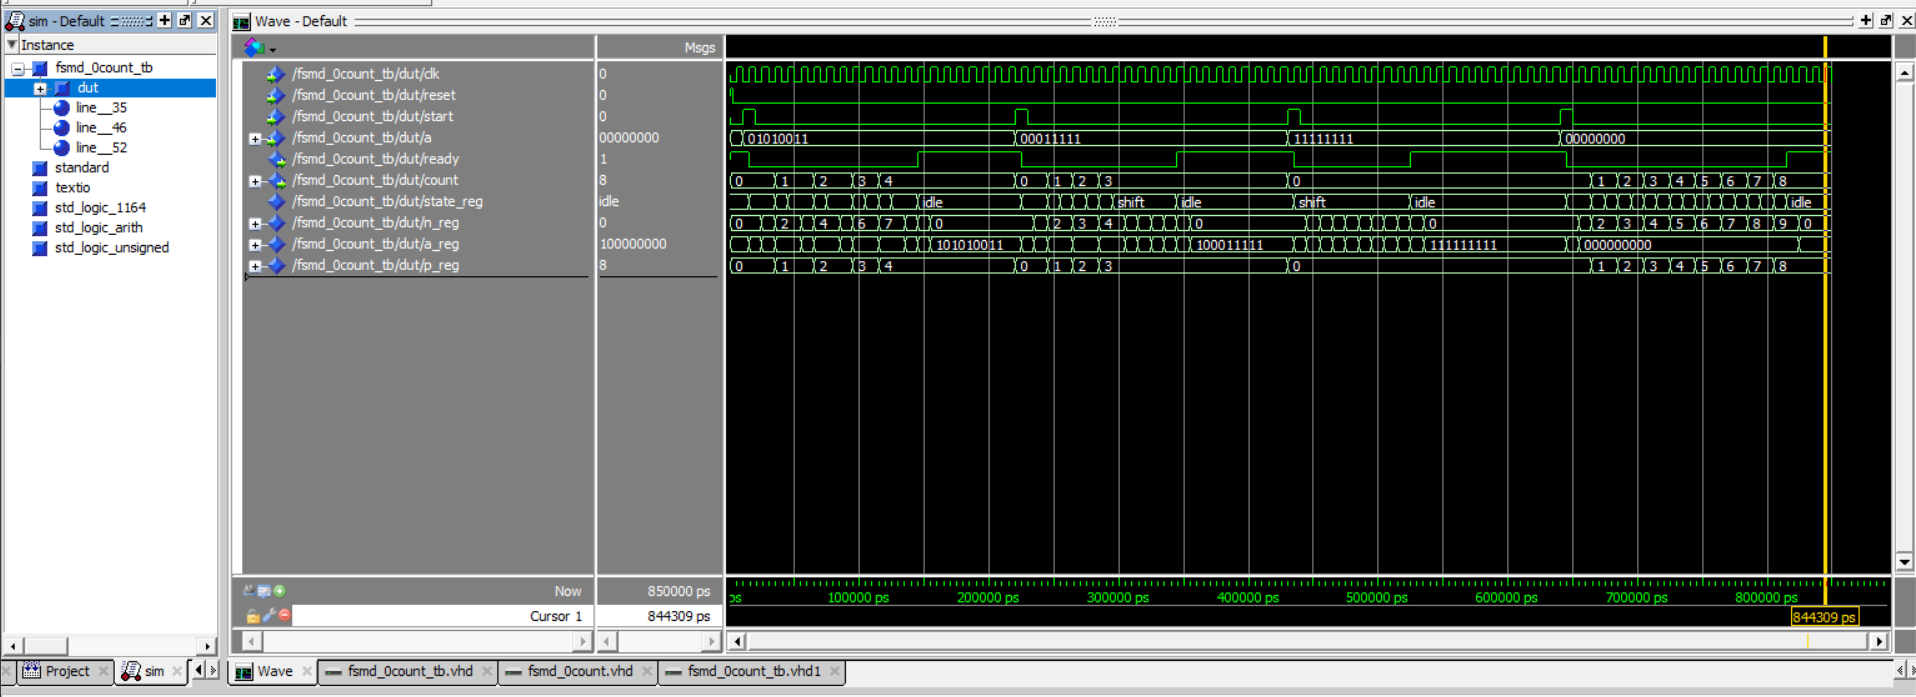 sim - Default
Instance
fsmd_0count_tb
dut
line__35
line__46
line__52
standard
textio
std_logic_1164
std_logic_arith
std_logic_unsigned
Wave - Default
Msgs
/fsmd_0count_tb/dut/clk 0
/fsmd_0count_tb/dut/reset 0
/fsmd_0count_tb/dut/start 0
/fsmd_0count_tb/dut/a 00000000 01010011 00011111 11111111 00000000
/fsmd_0count_tb/dut/ready 1
/fsmd_0count_tb/dut/count 8 0 1 2 3 4 0 1 2 3 0 1 2 3 4 5 6 7 8
/fsmd_0count_tb/dut/state_reg idle idle shift idle shift idle idle
/fsmd_0count_tb/dut/n_reg 0 0 2 4 6 7 0 2 3 4 0 0 2 3 4 5 6 7 8 9 0
/fsmd_0count_tb/dut/a_reg 100000000 101010011 100011111 111111111 000000000
/fsmd_0count_tb/dut/p_reg 8 0 1 2 3 4 0 1 2 3 0 1 2 3 4 5 6 7 8
Now 850000 ps
ps 100000 ps 200000 ps 300000 ps 400000 ps 500000 ps 600000 ps 700000 ps 800000 ps
Cursor 1 844309 ps 844309 ps
Project sim Wave fsmd_0count_tb.vhd fsmd_0count.vhd fsmd_0count_tb.vhd1